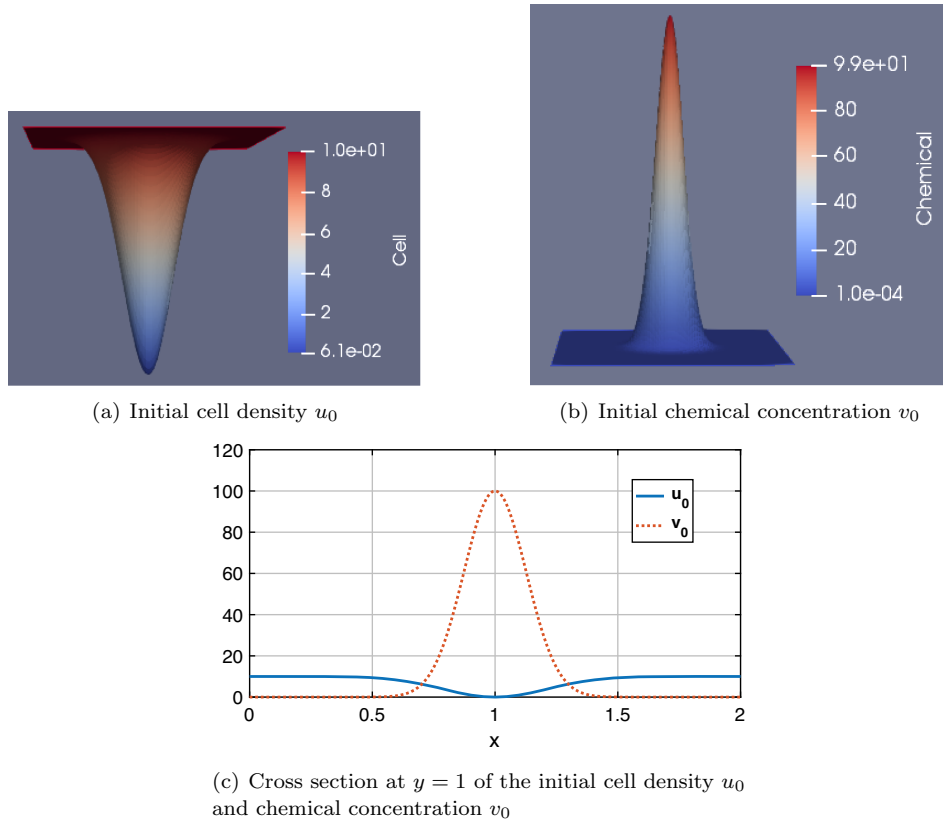 1.0e+01
8
6
4
2
6.1e-02
Cell
9.9e+01
80
60
40
20
1.0e-04
Chemical
(a) Initial cell density u₀
(b) Initial chemical concentration v₀
120
100
80
60
40
20
0
u₀
v₀
0
0.5
1
1.5
2
x
(c) Cross section at y = 1 of the initial cell density u₀
and chemical concentration v₀